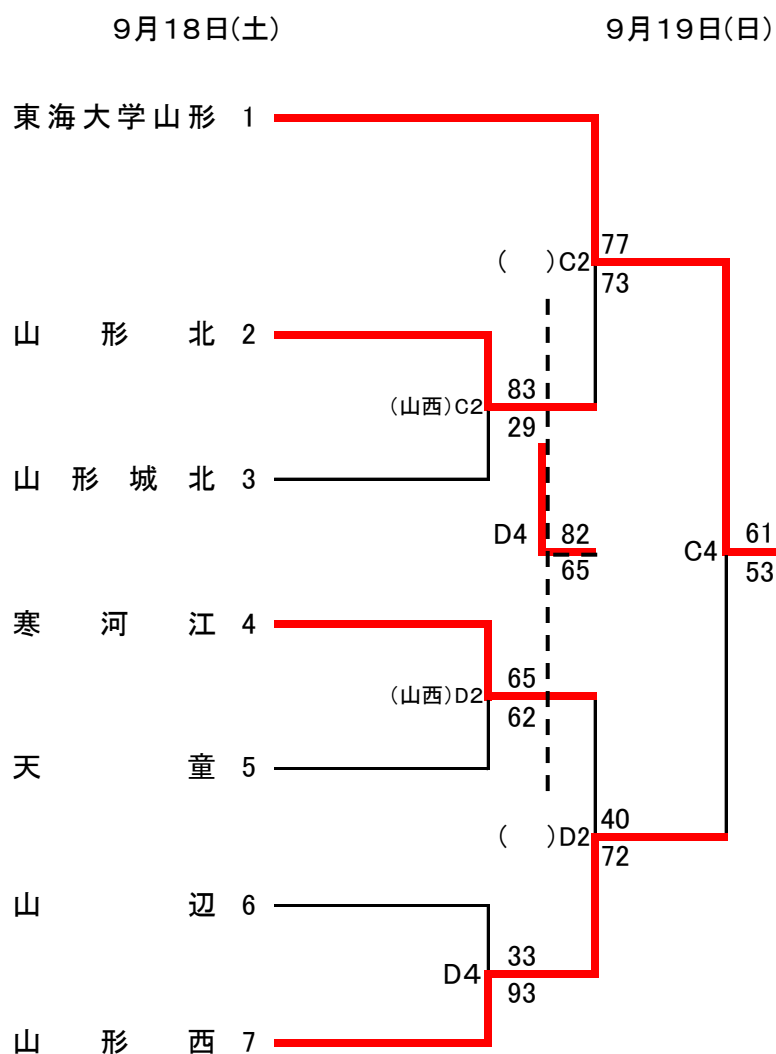 9月18日(土) 9月19日(日)
東海大学山形 1
77
( )C2
73
山形北 2
83
(山西)C2
29
山形城北 3
D4 82
65
C4 61
53
寒河江 4
65
(山西)D2
62
天童 5
40
( )D2
72
山辺 6
33
D4
93
山形西 7